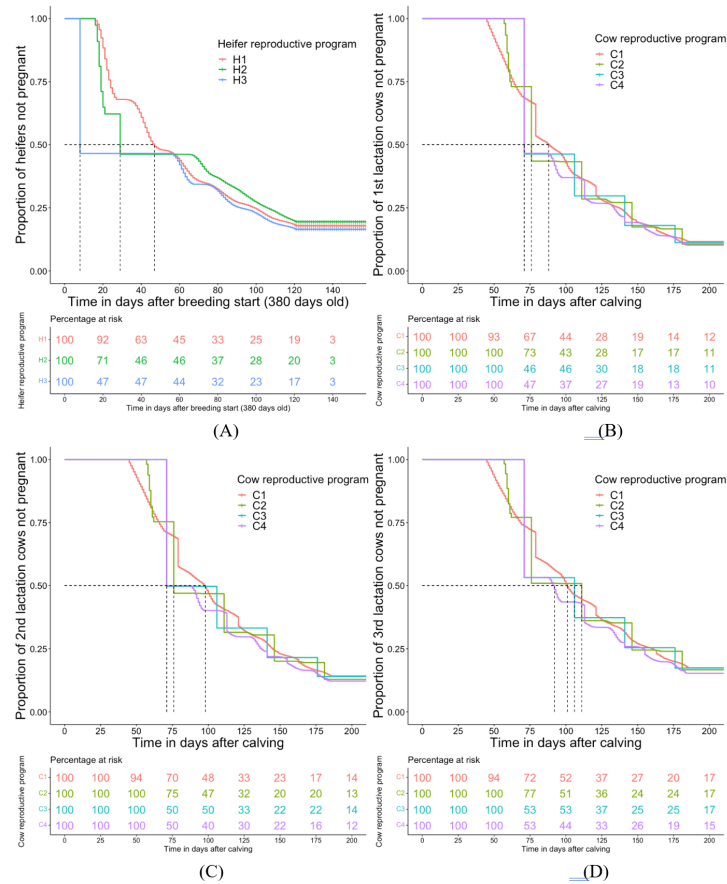 Proportion of heifers not pregnant
1.00
0.75
0.50
0.25
0.00
Heifer reproductive program
H1
H2
H3
0 20 40 60 80 100 120 140
Time in days after breeding start (380 days old)
Percentage at risk
Heifer reproductive program
H1 100 92 63 45 33 25 19 3
H2 100 71 46 46 37 28 20 3
H3 100 47 47 44 32 23 17 3
0 20 40 60 80 100 120 140
Time in days after breeding start (380 days old)
(A)
Proportion of 1st lactation cows not pregnant
1.00
0.75
0.50
0.25
0.00
Cow reproductive program
C1
C2
C3
C4
0 25 50 75 100 125 150 175 200
Time in days after calving
Percentage at risk
Cow reproductive program
C1 100 100 93 67 44 28 19 14 12
C2 100 100 100 73 43 28 17 17 11
C3 100 100 100 46 46 30 18 18 11
C4 100 100 100 47 37 27 19 13 10
0 25 50 75 100 125 150 175 200
Time in days after calving
(B)
Proportion of 2nd lactation cows not pregnant
1.00
0.75
0.50
0.25
0.00
Cow reproductive program
C1
C2
C3
C4
0 25 50 75 100 125 150 175 200
Time in days after calving
Percentage at risk
Cow reproductive program
C1 100 100 94 70 48 33 23 17 14
C2 100 100 100 75 47 32 20 20 13
C3 100 100 100 50 50 33 22 22 14
C4 100 100 100 50 40 30 22 16 12
0 25 50 75 100 125 150 175 200
Time in days after calving
(C)
Proportion of 3rd lactation cows not pregnant
1.00
0.75
0.50
0.25
0.00
Cow reproductive program
C1
C2
C3
C4
0 25 50 75 100 125 150 175 200
Time in days after calving
Percentage at risk
Cow reproductive program
C1 100 100 94 72 52 37 27 20 17
C2 100 100 100 77 51 36 24 24 17
C3 100 100 100 53 53 37 25 25 17
C4 100 100 100 53 44 33 26 19 15
0 25 50 75 100 125 150 175 200
Time in days after calving
(D)